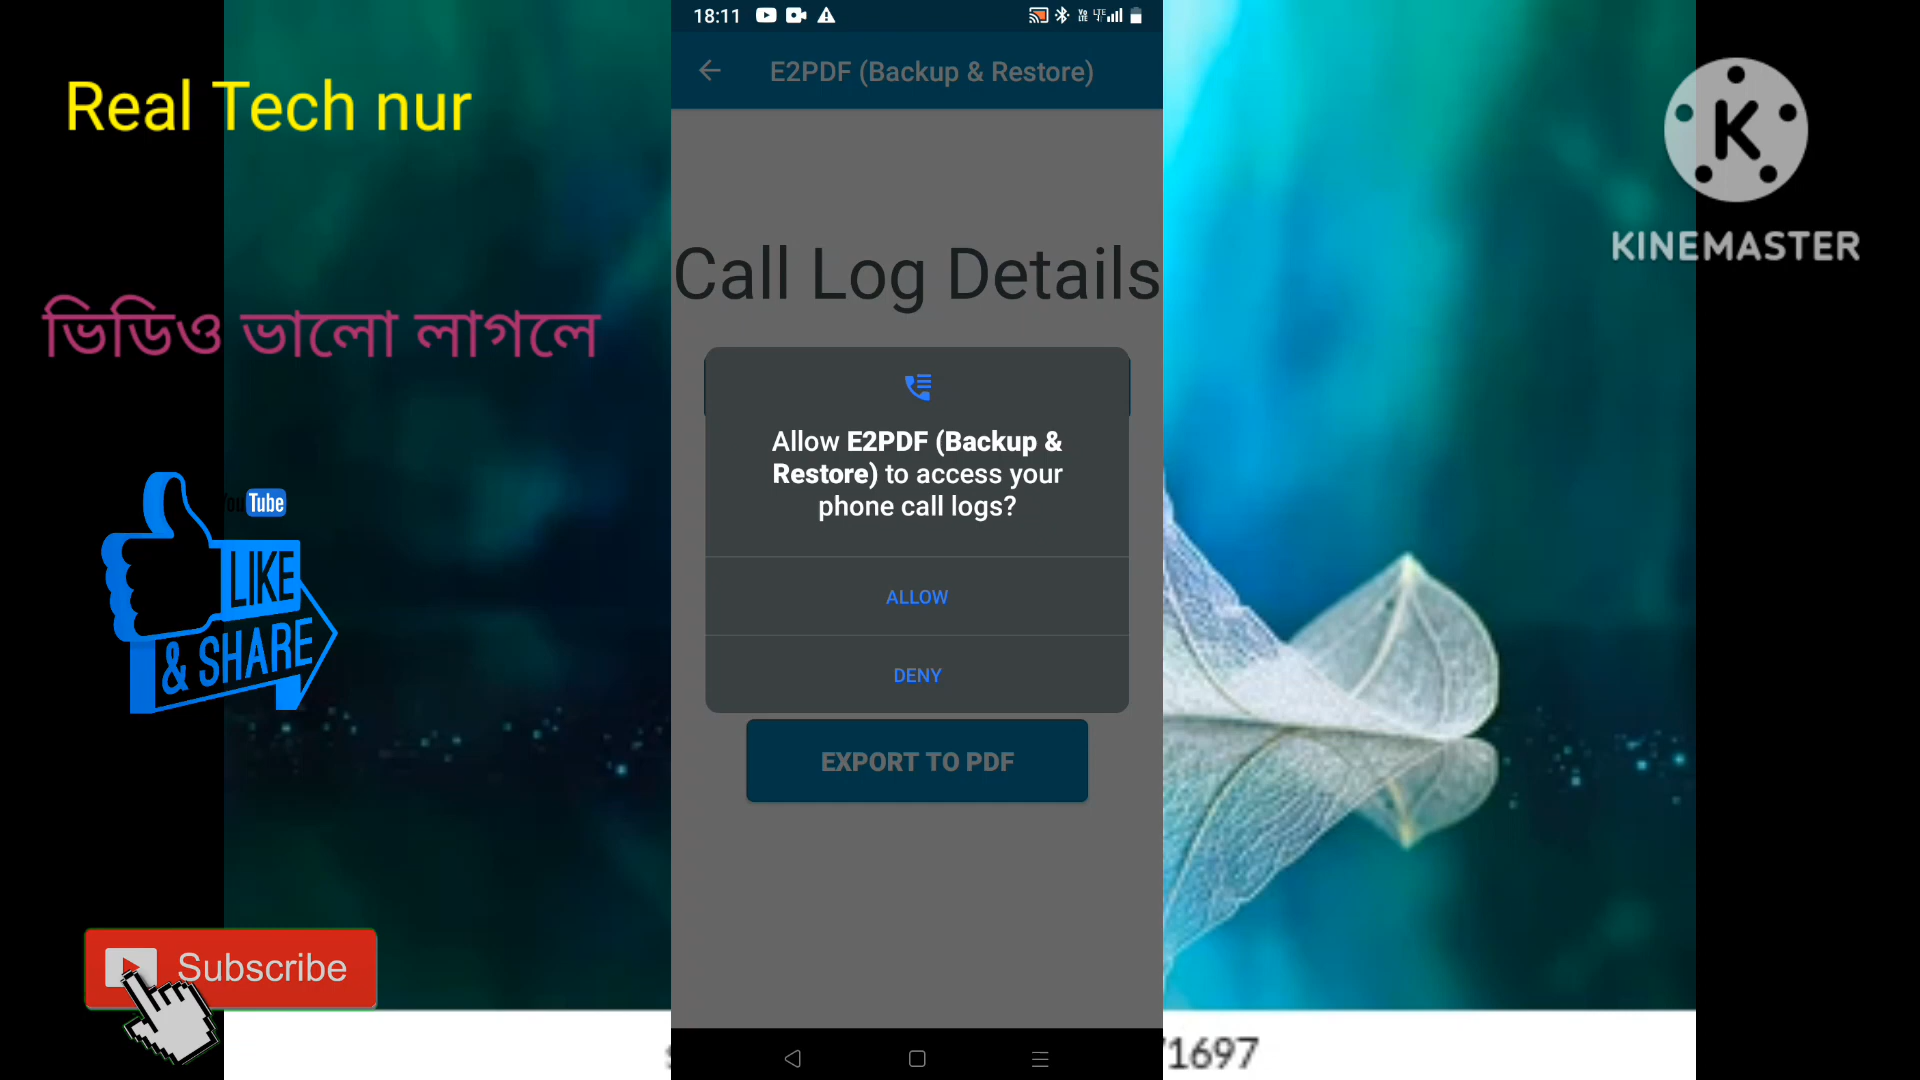 18:11
E2PDF (Backup & Restore)
Real Tech nur
KINEMASTER
Call Log Details
ভিডিও ভালো লাগলে
Allow E2PDF (Backup &
Restore) to access your
phone call logs?
ALLOW
DENY
EXPORT TO PDF
YouTube
LIKE
& SHARE
Subscribe
1697